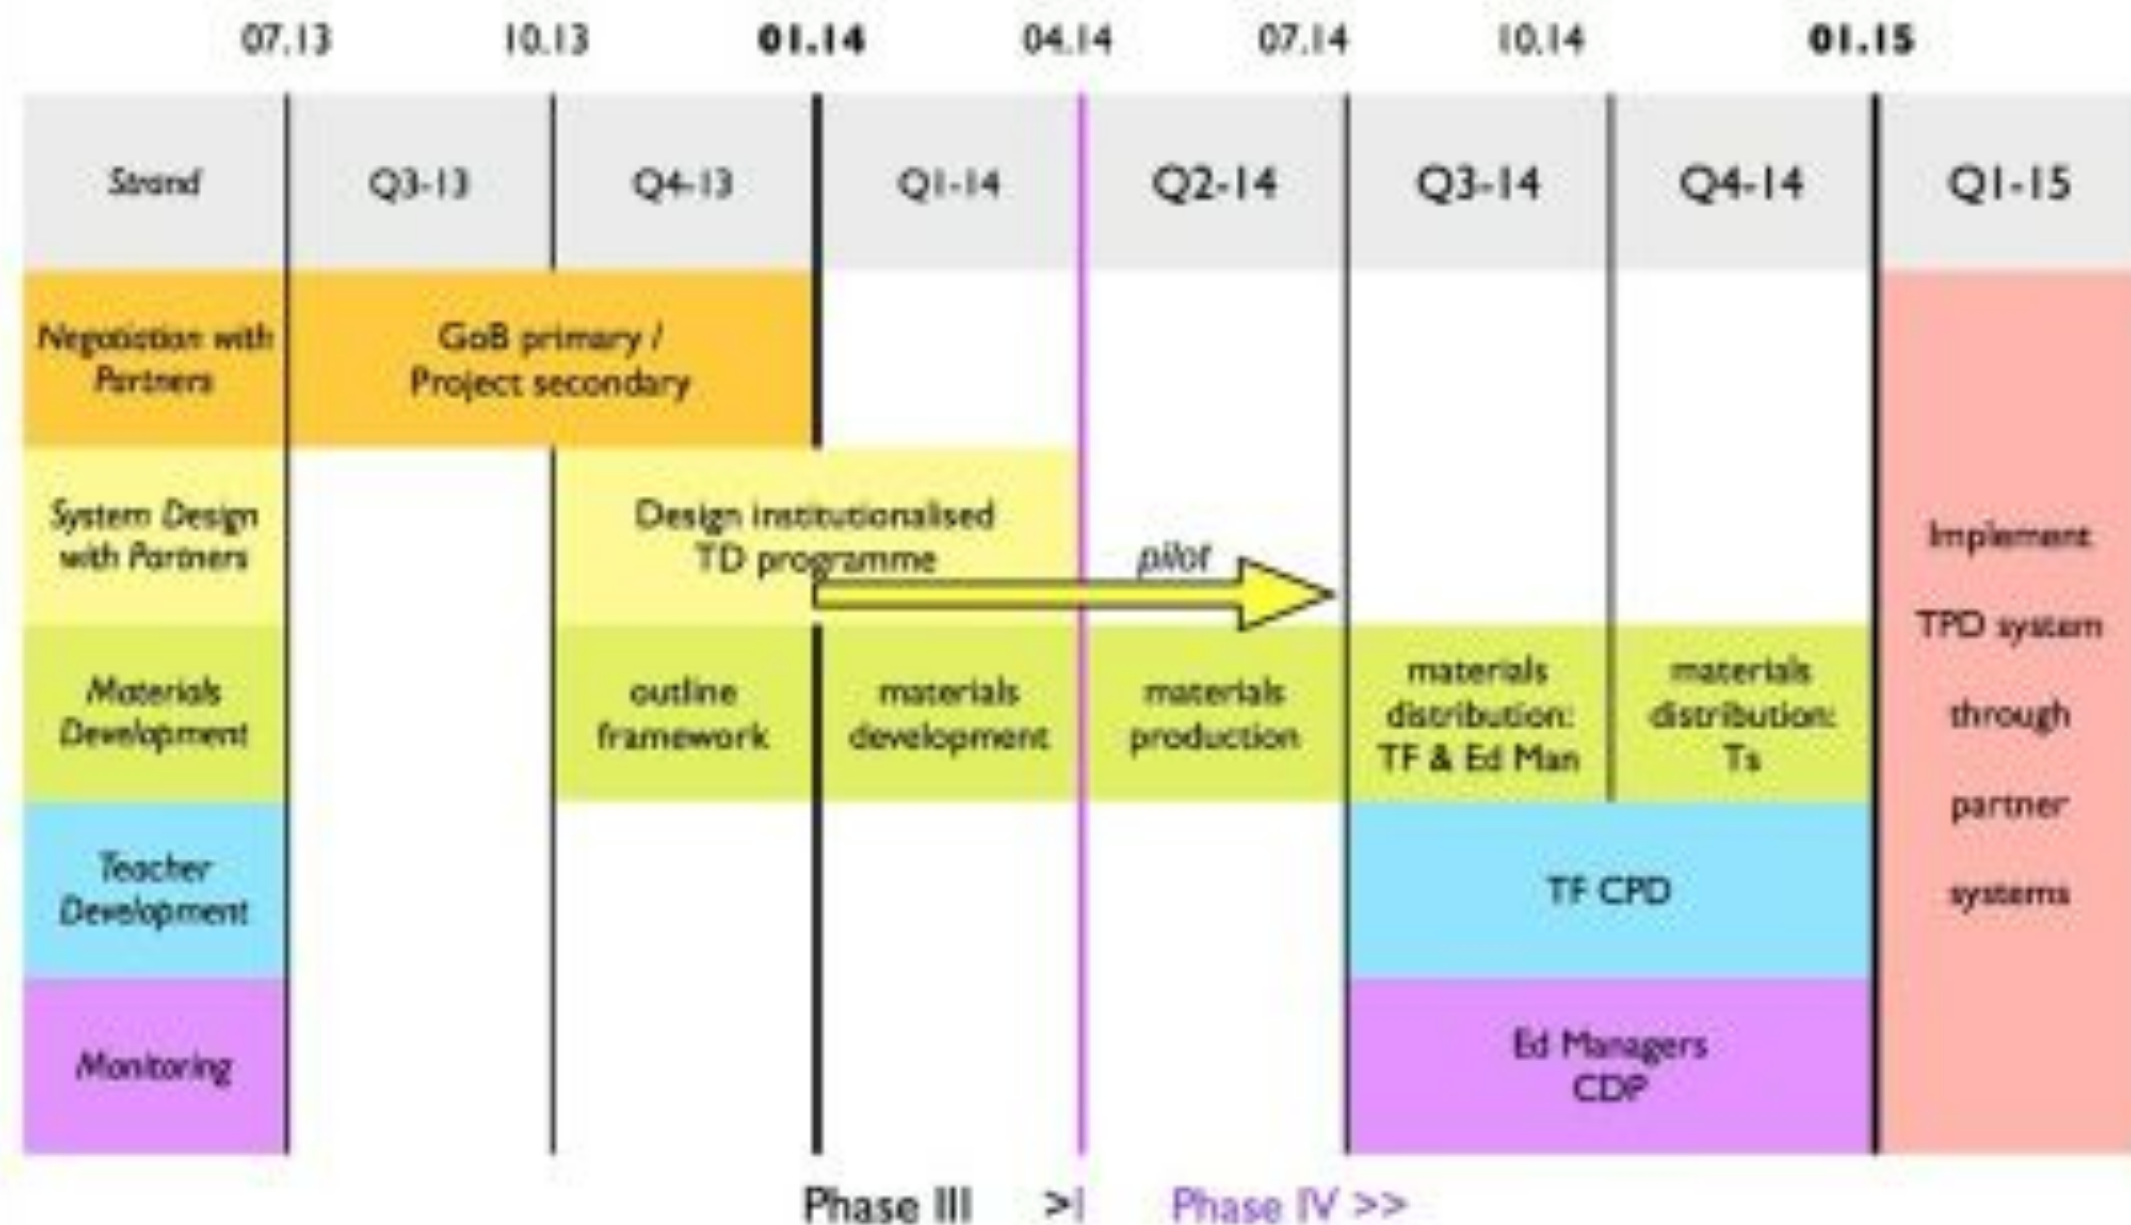 07.13 10.13 01.14 04.14 07.14 10.14 01.15
Strand Q3-13 Q4-13 Q1-14 Q2-14 Q3-14 Q4-14 Q1-15
Negotiation with
Partners
GoB primary /
Project secondary
System Design
with Partners
Design institutionalised
TD programme
pilot
Materials
Development
outline
framework
materials
development
materials
production
materials
distribution:
TF & Ed Man
materials
distribution:
Ts
Teacher
Development
TF CPD
Monitoring
Ed Managers
CDP
Implement
TPD system
through
partner
systems
Phase III >I Phase IV >>